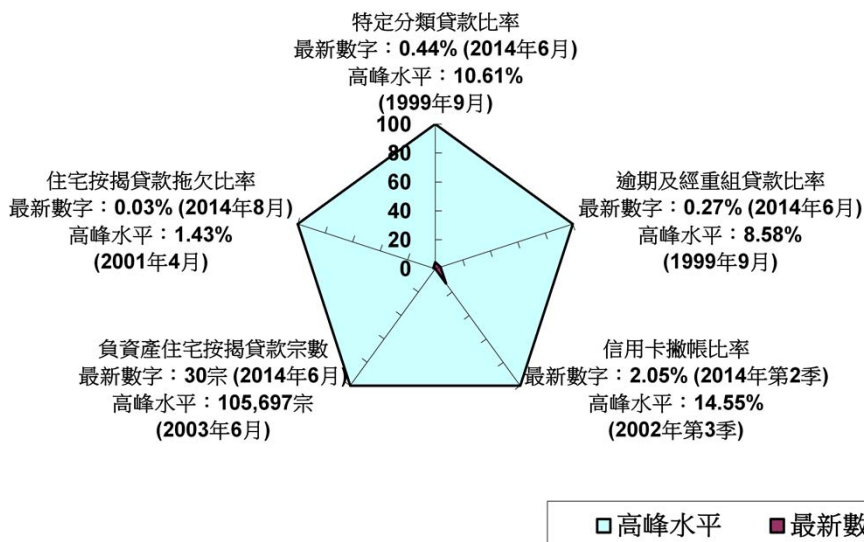 特定分類貸款比率
最新數字：0.44% (2014年6月)
高峰水平：10.61%
(1999年9月)
100
80
60
40
20
0
住宅按揭貸款拖欠比率
最新數字：0.03% (2014年8月)
高峰水平：1.43%
(2001年4月)
逾期及經重組貸款比率
最新數字：0.27% (2014年6月)
高峰水平：8.58%
(1999年9月)
負資產住宅按揭貸款宗數
最新數字：30宗 (2014年6月)
高峰水平：105,697宗
(2003年6月)
信用卡撇帳比率
最新數字：2.05% (2014年第2季)
高峰水平：14.55%
(2002年第3季)
高峰水平 最新數